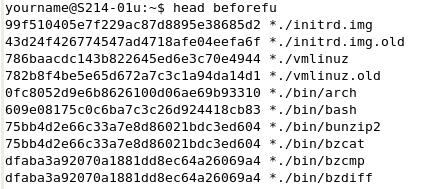 yourname@S214-01u:~$ head beforefu
99f510405e7f229ac87d8895e38685d2 *./initrd.img
43d24f426774547ad4718afe04eefa6f *./initrd.img.old
786baacdc143b822645ed6e3c70e4944 *./vmlinuz
782b8f4be5e65d672a7c3c1a94da14d1 *./vmlinuz.old
0fc8052d9e6b8626100d06ae69b93310 *./bin/arch
609e08175c0c6ba7c3c26d924418cb83 *./bin/bash
75bb4d2e66c33a7e8d86021bdc3ed604 *./bin/bunzip2
75bb4d2e66c33a7e8d86021bdc3ed604 *./bin/bzcat
dfaba3a92070a1881dd8ec64a26069a4 *./bin/bzcmp
dfaba3a92070a1881dd8ec64a26069a4 *./bin/bzdiff